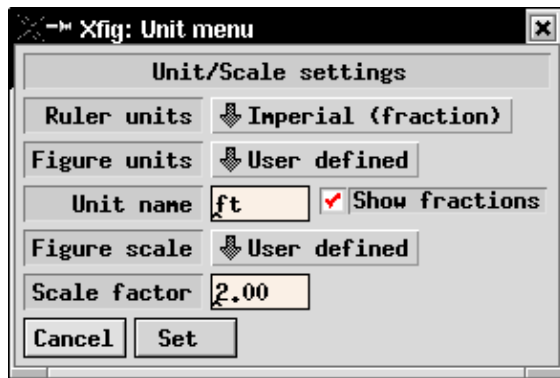 Xfig: Unit menu
Unit/Scale settings
Ruler units Imperial (fraction)
Figure units User defined
Unit name ft Show fractions
Figure scale User defined
Scale factor 2.00
Cancel Set